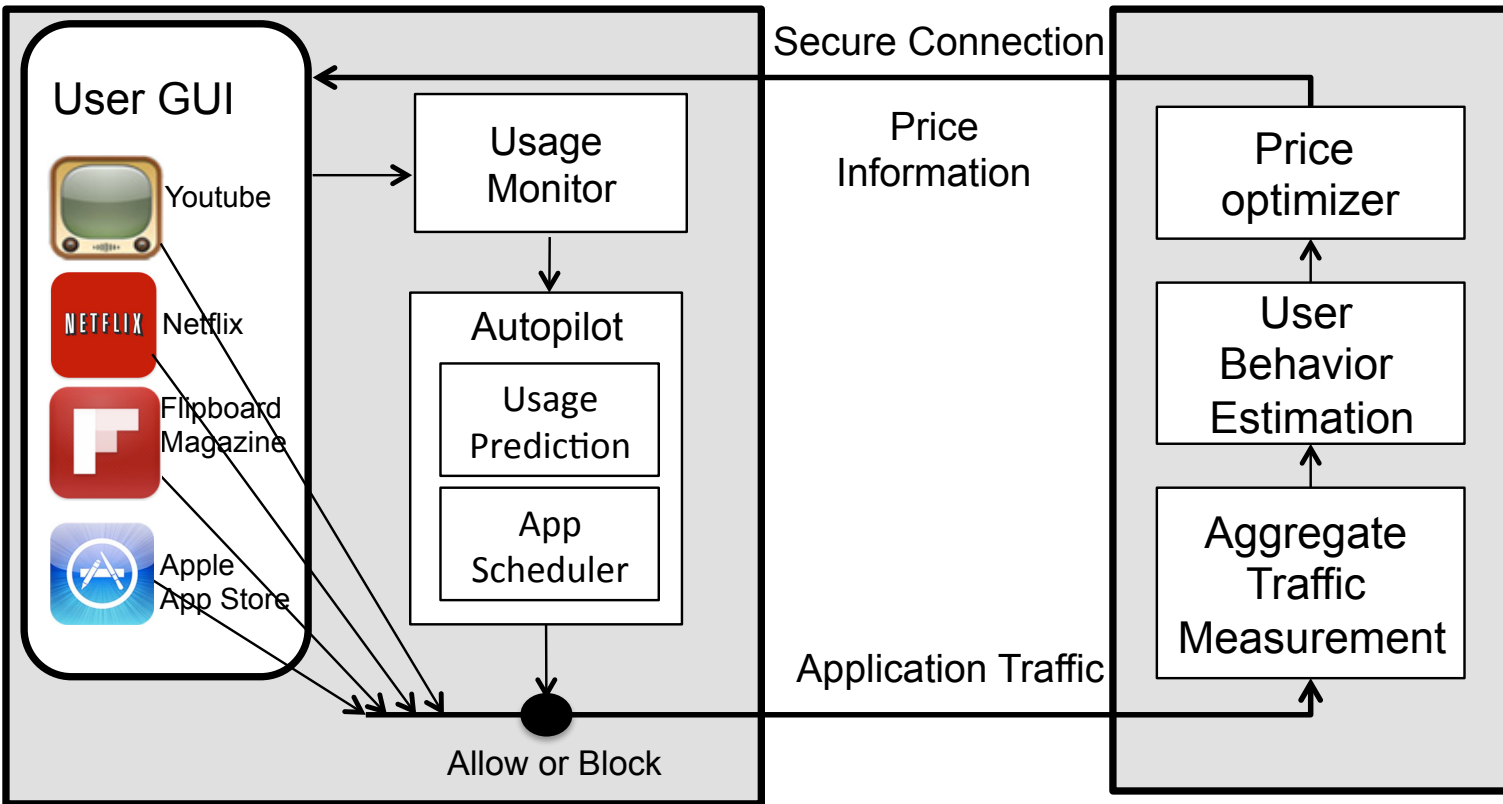 User GUI
Youtube
NETFLIX
Netflix
Flipboard
Magazine
Apple
App Store
Usage
Monitor
Autopilot
Usage
Prediction
App
Scheduler
Allow or Block
Secure Connection
Price
Information
Application Traffic
Price
optimizer
User
Behavior
Estimation
Aggregate
Traffic
Measurement